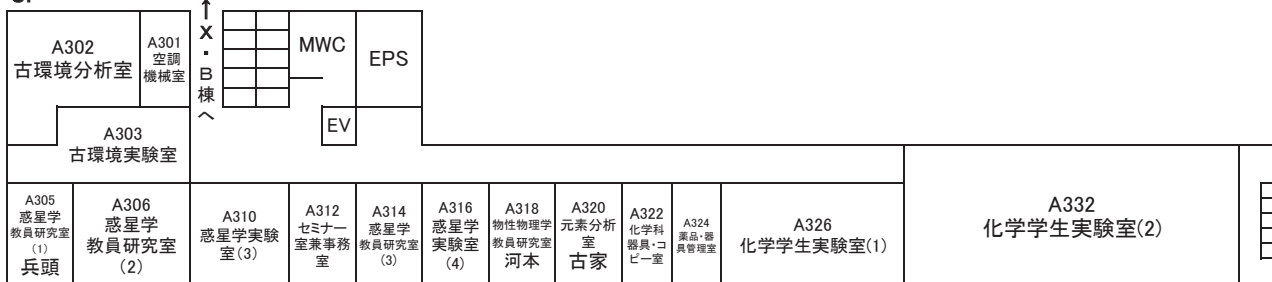 A302
古環境分析室
A301
空調
機械室
↑
X
・
B
棟
へ
MWC
EPS
EV
A303
古環境実験室
A305
惑星学
教員研究室
(1)
兵頭
A306
惑星学
教員研究室
(2)
A310
惑星学実験
室(3)
A312
セミナー
室兼事務
室
A314
惑星学
教員研究室
(3)
A316
惑星学
実験室
(4)
A318
物性物理学
教員研究室
河本
A320
元素分析
室
古家
A322
化学科
器具・コ
ピー室
A324
薬品・器
具管理室
A326
化学学生実験室(1)
A332
化学学生実験室(2)